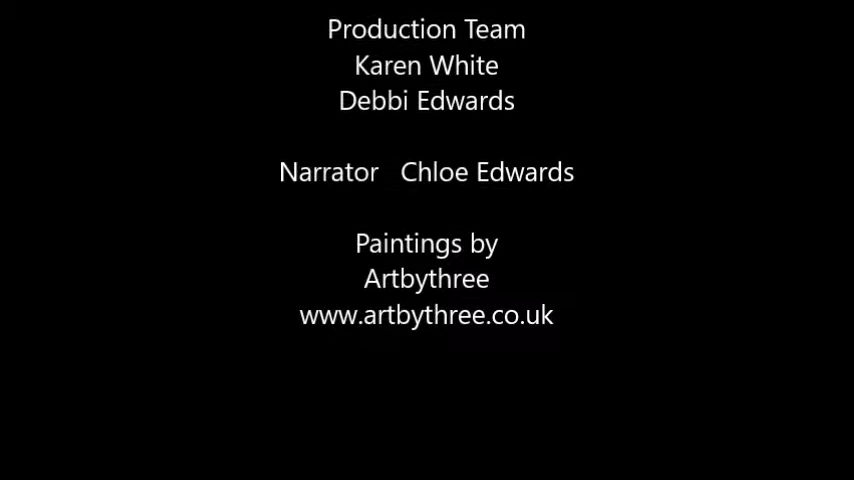 Production Team
Karen White
Debbi Edwards
Narrator Chloe Edwards
Paintings by
Artbythree
www.artbythree.co.uk